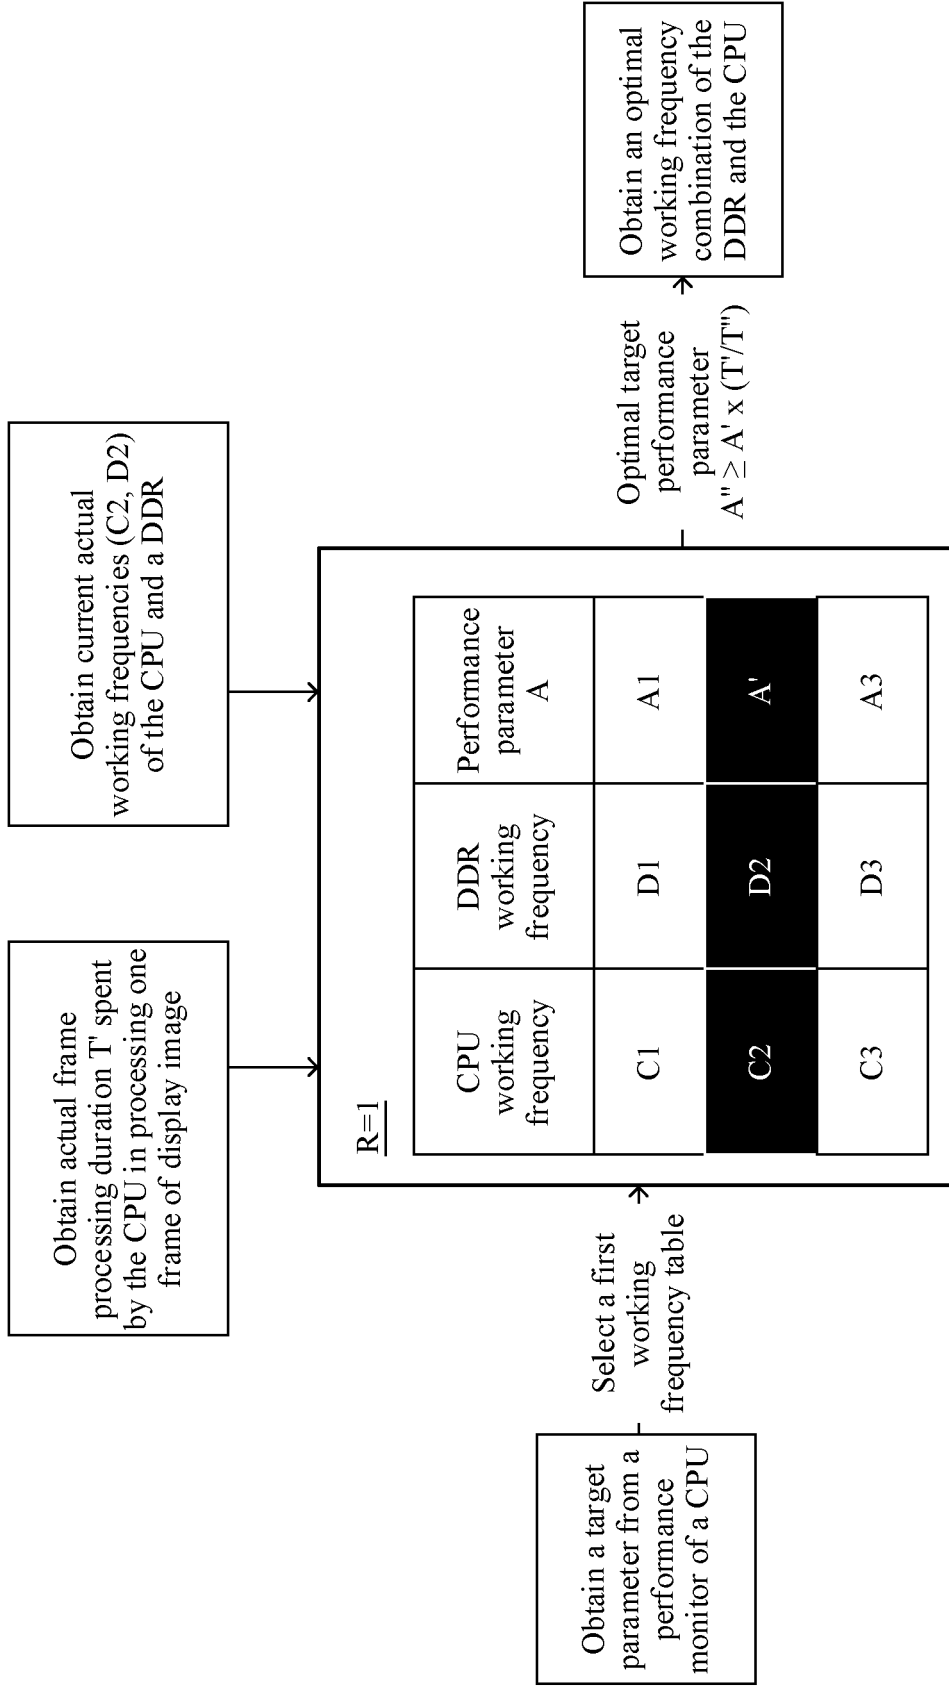 Obtain actual frame
processing duration T' spent
by the CPU in processing one
frame of display image
Obtain current actual
working frequencies (C2, D2)
of the CPU and a DDR
Obtain a target
parameter from a
performance
monitor of a CPU
Select a first
working
frequency table
R=1
CPU
working
frequency
DDR
working
frequency
Performance
parameter
A
C1
D1
A1
C2
D2
A'
C3
D3
A3
Optimal target
performance
parameter
A" ≥ A' x (T'/T")
Obtain an optimal
working frequency
combination of the
DDR and the CPU